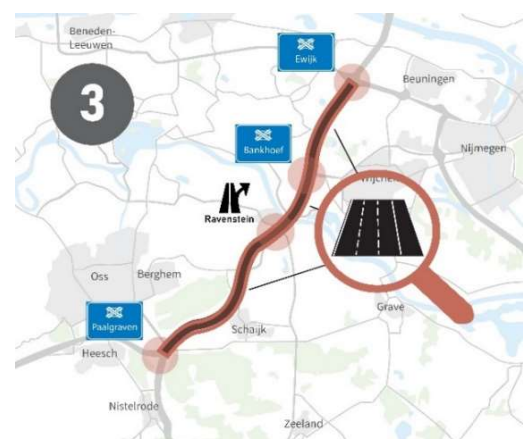 Beneden-
Leeuwen
Ewijk
3
Beuningen
Bankhoef
Nijmegen
Ravenstein
Oss
Berghem
Grave
Paalgraven
Schaijk
Heesch
Nistelrode
Zeeland